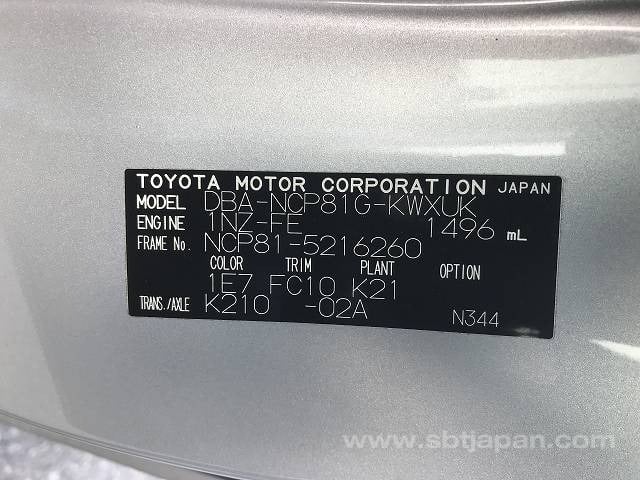 TOYOTA MOTOR CORPORATION JAPAN
MODEL DBA-NCP81G-KWXUK
ENGINE 1NZ-FE 1496 mL
FRAME No. NCP81-5216260
COLOR TRIM PLANT OPTION
1E7 FC10 K21
TRANS./AXLE K210 -02A N344
www.sbtjapan.com